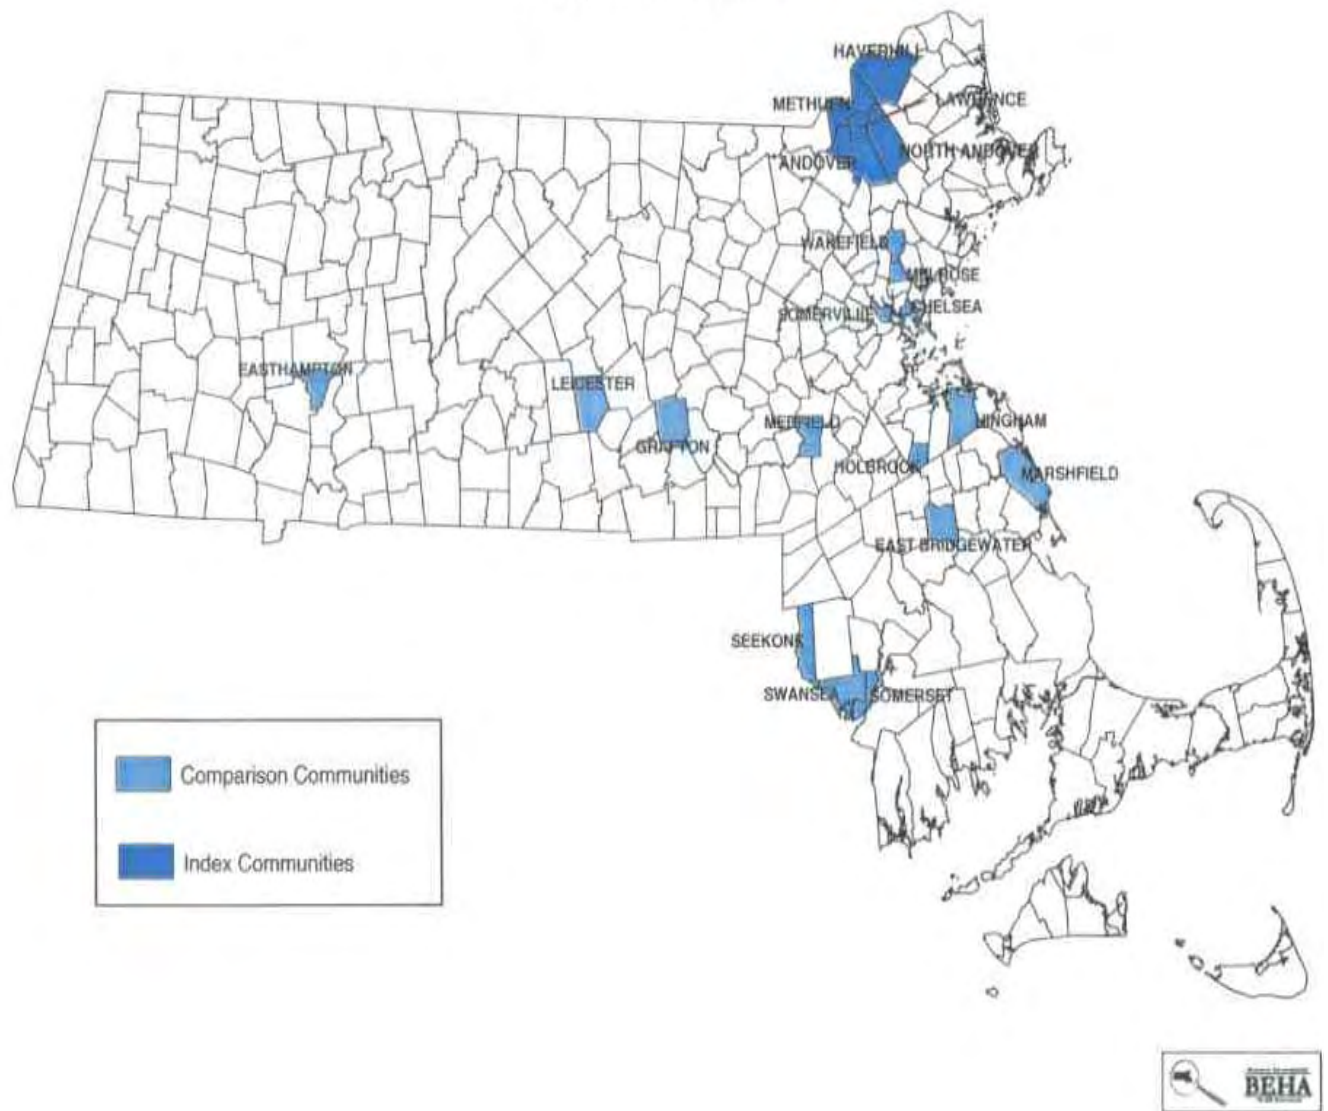 HAVERHILL
METHUEN
LAWRANCE
ANDOVER
NORTH ANDOVER
WAKEFIELD
MELROSE
SOMERVILLE
CHELSEA
EASTHAMPTON
LEICESTER
GRAFTON
MEDFIELD
HINGHAM
HOLBROOK
MARSHFIELD
EAST BRIDGEWATER
SEEKONK
SWANSEA
SOMERSET
Comparison Communities
Index Communities
BEHA